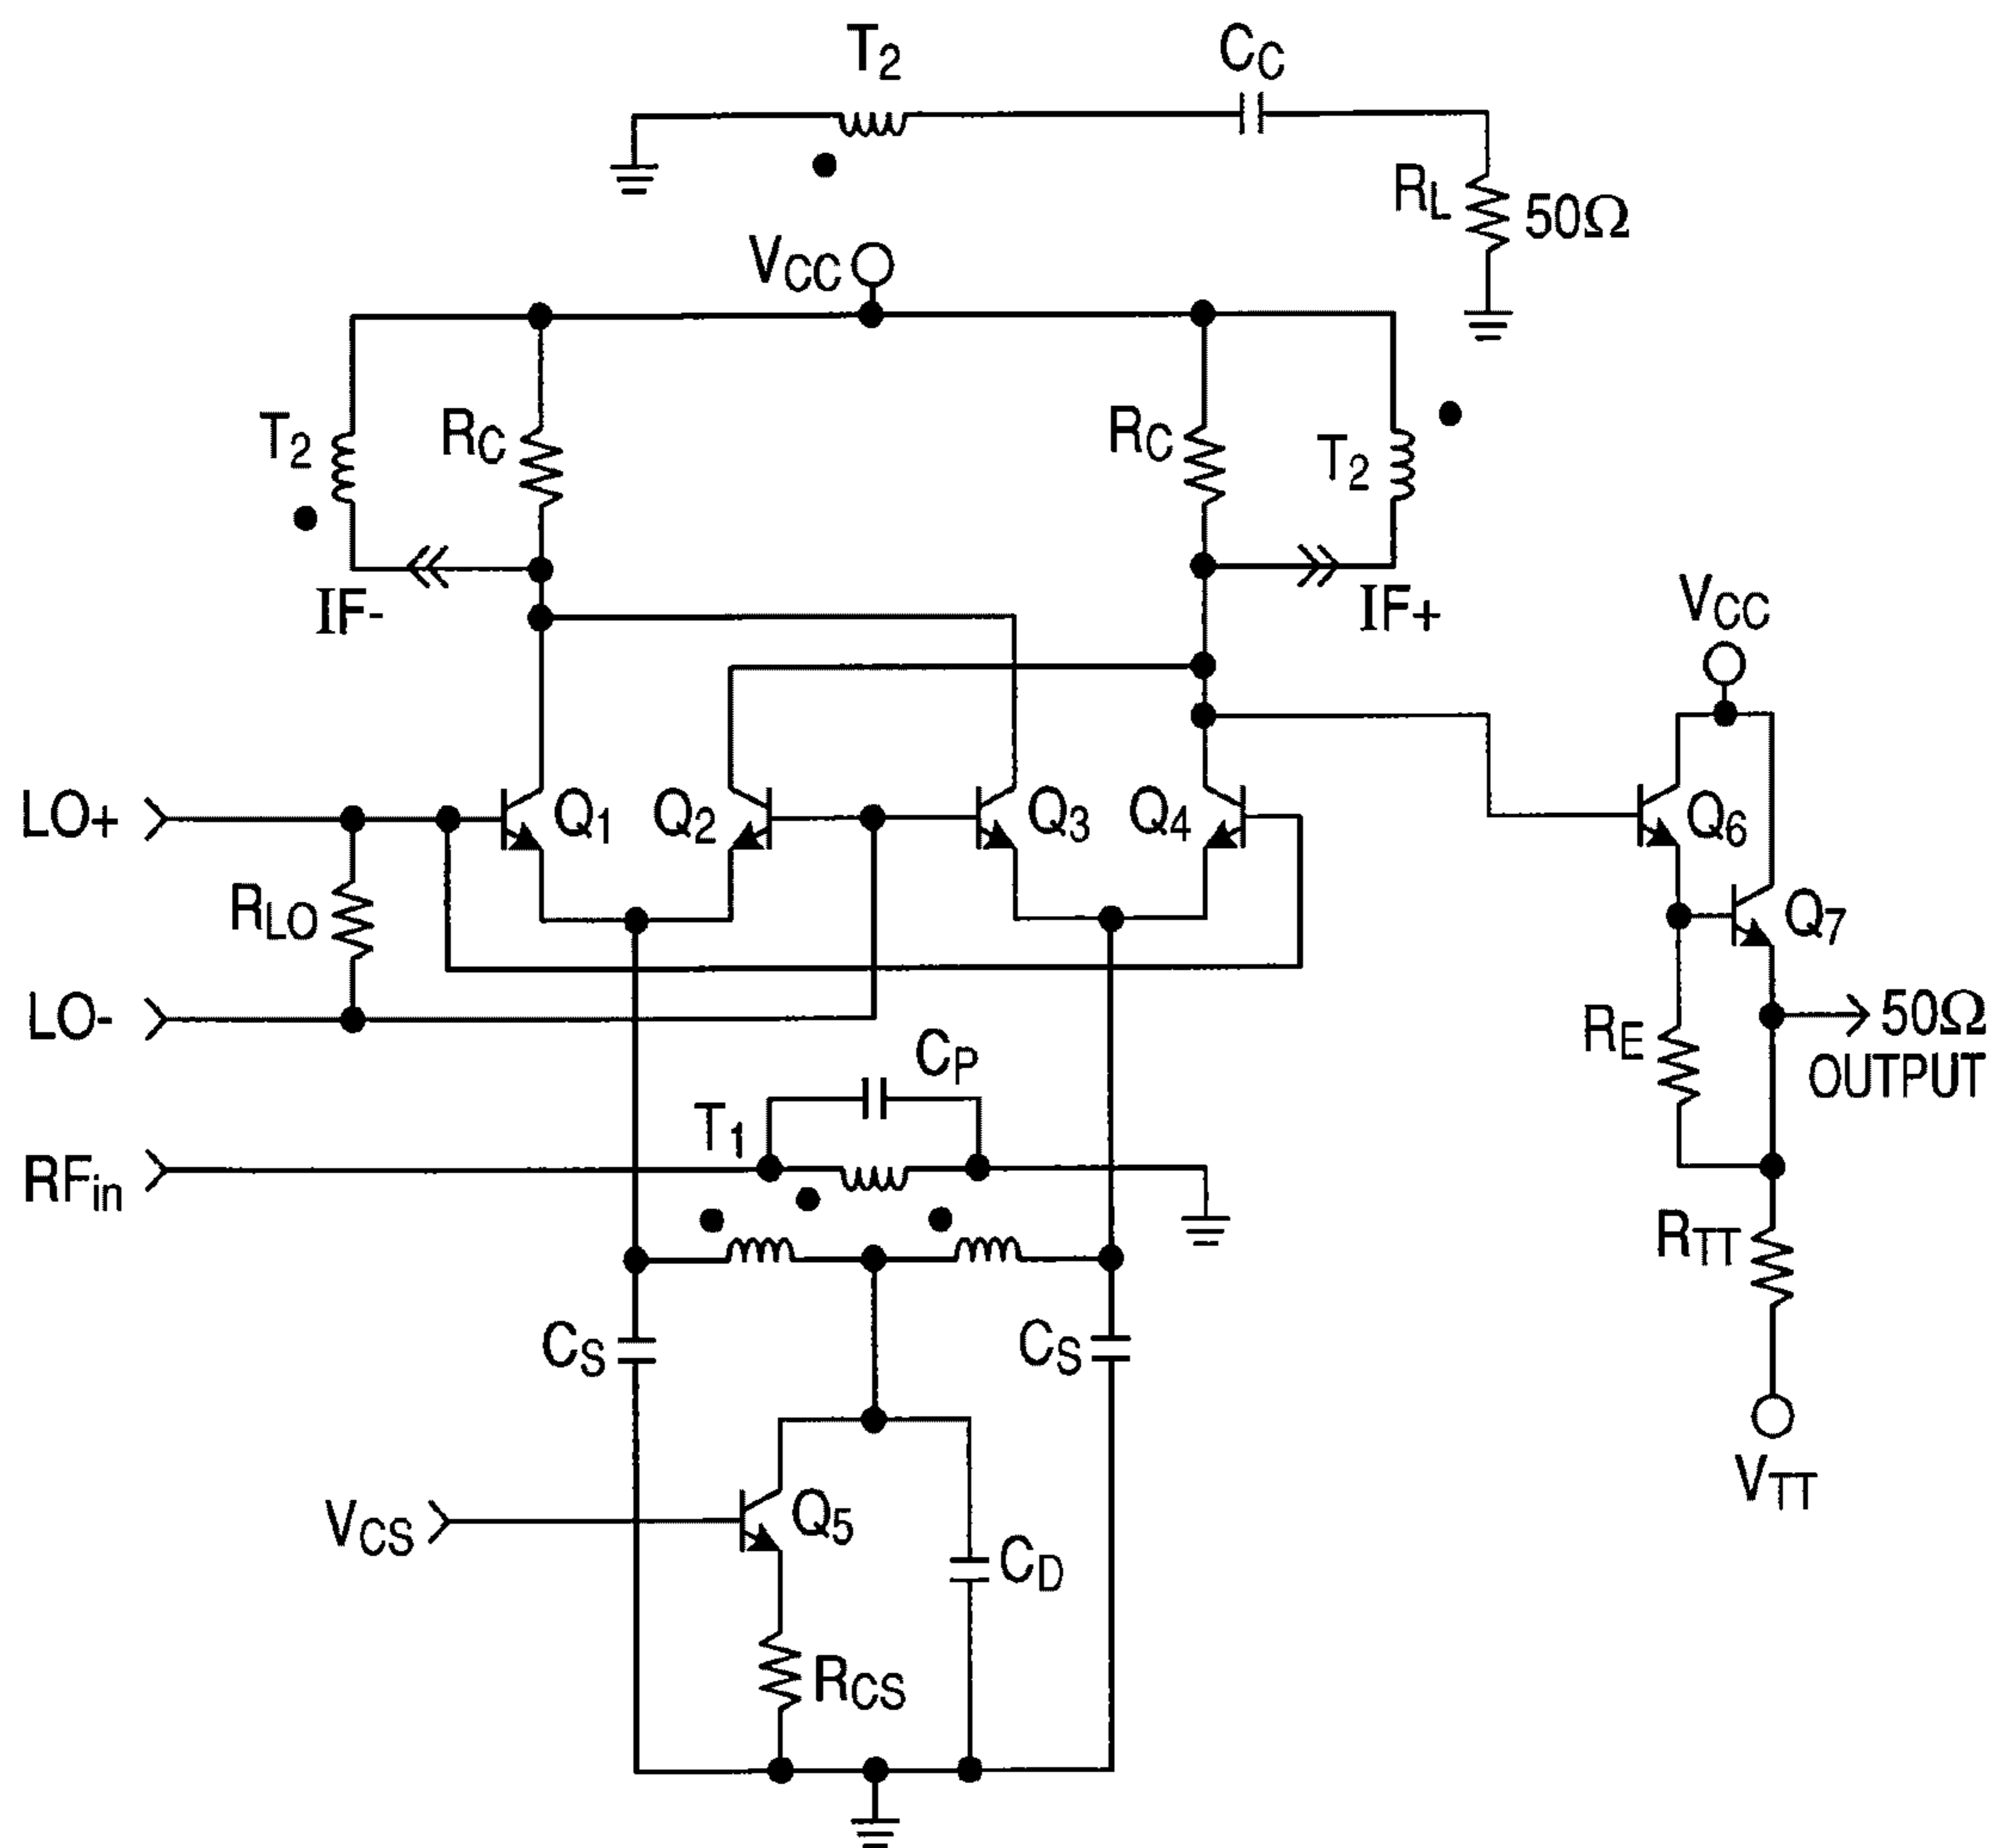 T2
CC
RL
50Ω
VCC
T2
RC
RC
T2
IF-
IF+
VCC
LO+
Q1
Q2
Q3
Q4
Q6
RLO
Q7
LO-
RE
50Ω
OUTPUT
CP
T1
RFin
RTT
CS
CS
VTT
VCS
Q5
CD
RCS